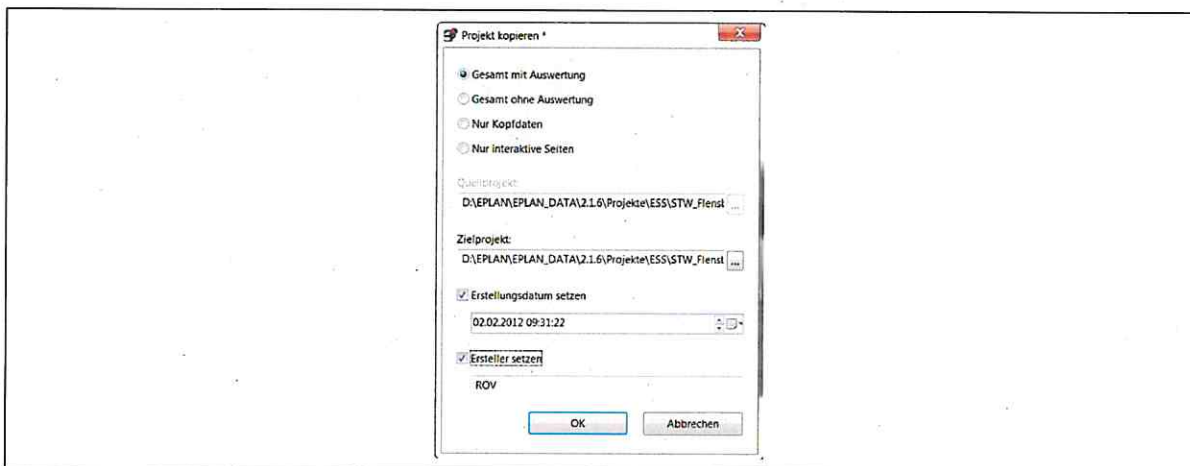 Projekt kopieren *
Gesamt mit Auswertung
Gesamt ohne Auswertung
Nur Kopfdaten
Nur interaktive Seiten
Quellprojekt:
D:\EPLAN\EPLAN_DATA\2.1.6\Projekte\ESS\STW_Flenst ...
Zielprojekt:
D:\EPLAN\EPLAN_DATA\2.1.6\Projekte\ESS\STW_Flenst ...
Erstellungsdatum setzen
02.02.2012 09:31:22
Ersteller setzen
ROV
OK Abbrechen